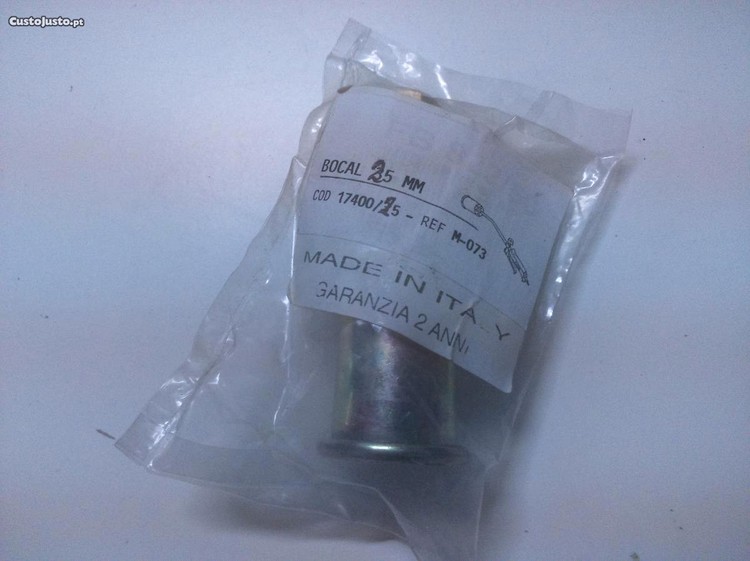 CustoJusto.pt
BOCAL 25 MM
COD 17400/25 - REF M-073
MADE IN ITALY
GARANZIA 2 ANNI